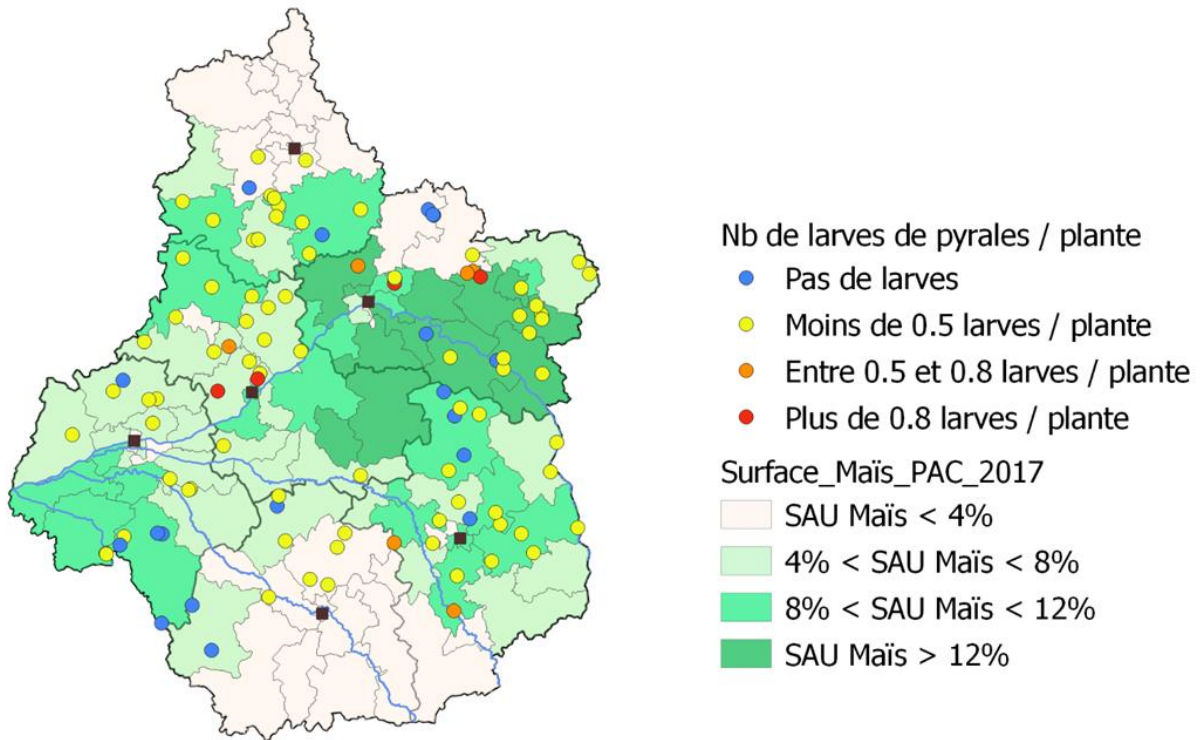 Nb de larves de pyrales / plante
Pas de larves
Moins de 0.5 larves / plante
Entre 0.5 et 0.8 larves / plante
Plus de 0.8 larves / plante
Surface_Maïs_PAC_2017
SAU Maïs < 4%
4% < SAU Maïs < 8%
8% < SAU Maïs < 12%
SAU Maïs > 12%